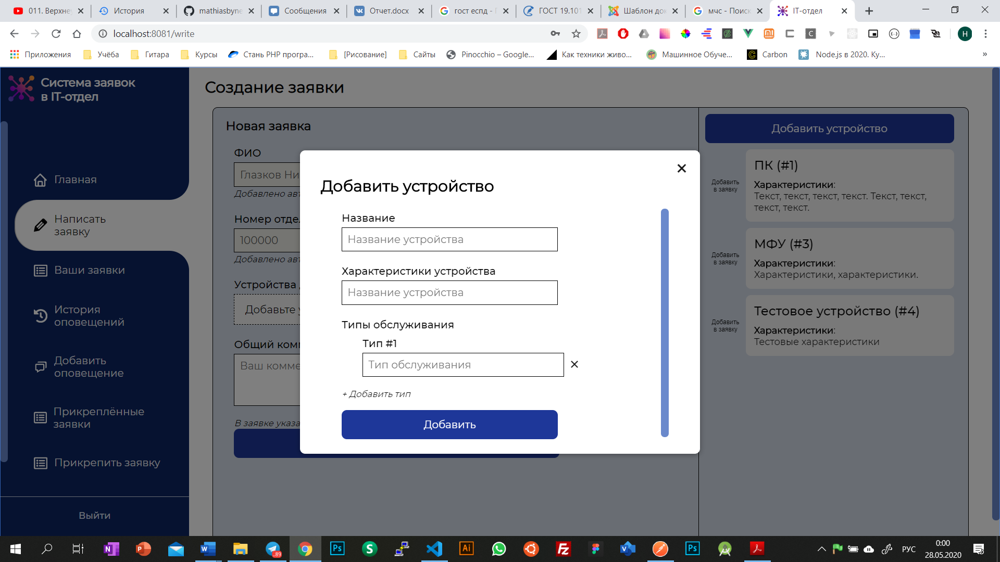 011. Верхне
История
mathiasbyne
Сообщения
Отчет.docx
гост еспд - П
ГОСТ 19.101
Шаблон док
мчс - Поиск
IT-отдел
localhost:8081/write
Н
Приложения
Учёба
Гитара
Курсы
Стань PHP програ...
[Рисование]
Сайты
Pinocchio – Google...
Как техники живо...
Машинное Обуче...
Carbon
Node.js в 2020. Ку...
»
Система заявок
в IT-отдел
Главная
Написать
заявку
Ваши заявки
История
оповещений
Добавить
оповещение
Прикреплённые
заявки
Прикрепить заявку
Выйти
Создание заявки
Новая заявка
ФИО
Глазков Ни
Добавлено авт
Номер отдел
100000
Добавлено авт
Устройства
Добавьте у
Общий комм
Ваш комме
В заявке указа
Добавить устройство
Название
Название устройства
Характеристики устройства
Название устройства
Типы обслуживания
Тип #1
Тип обслуживания
+ Добавить тип
Добавить
Добавить устройство
Добавить
в заявку
ПК (#1)
Характеристики:
Текст, текст, текст, текст. Текст, текст,
текст, текст.
Добавить
в заявку
МФУ (#3)
Характеристики:
Характеристики, характеристики.
Добавить
в заявку
Тестовое устройство (#4)
Характеристики:
Тестовые характеристики
РУС
0:00
28.05.2020